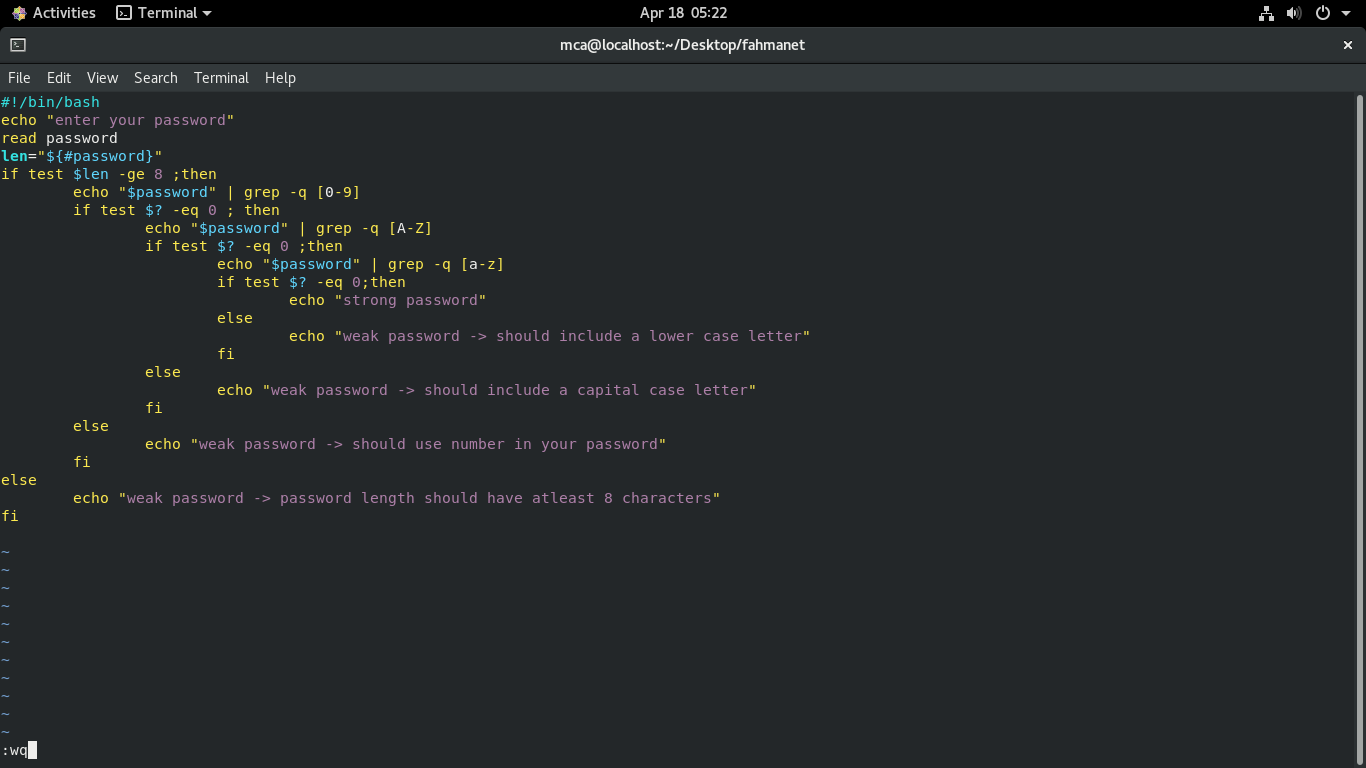 Activities Terminal Apr 18 05:22
mca@localhost:~/Desktop/fahmanet ×
File Edit View Search Terminal Help
#!/bin/bash
echo "enter your password"
read password
len="${#password}"
if test $len -ge 8 ;then
        echo "$password" | grep -q [0-9]
        if test $? -eq 0 ; then
                echo "$password" | grep -q [A-Z]
                if test $? -eq 0 ;then
                        echo "$password" | grep -q [a-z]
                        if test $? -eq 0;then
                                echo "strong password"
                        else
                                echo "weak password -> should include a lower case letter"
                        fi
                else
                        echo "weak password -> should include a capital case letter"
                fi
        else
                echo "weak password -> should use number in your password"
        fi
else
        echo "weak password -> password length should have atleast 8 characters"
fi
~
~
~
~
~
~
~
~
~
~
~
:wq